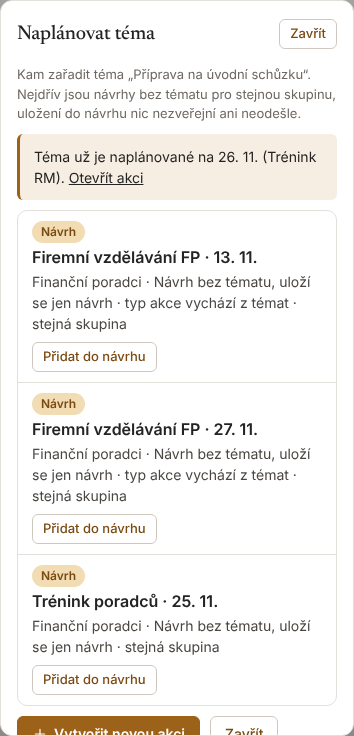 Naplánovat téma
Zavřít
Kam zařadit téma „Příprava na úvodní schůzku“.
Nejdřív jsou návrhy bez tématu pro stejnou skupinu,
uložení do návrhu nic nezveřejní ani neodešle.
Téma už je naplánované na 26. 11. (Trénink
RM). Otevřít akci
Návrh
Firemní vzdělávání FP · 13. 11.
Finanční poradci · Návrh bez tématu, uloží
se jen návrh · typ akce vychází z témat ·
stejná skupina
Přidat do návrhu
Návrh
Firemní vzdělávání FP · 27. 11.
Finanční poradci · Návrh bez tématu, uloží
se jen návrh · typ akce vychází z témat ·
stejná skupina
Přidat do návrhu
Návrh
Trénink poradců · 25. 11.
Finanční poradci · Návrh bez tématu, uloží
se jen návrh · stejná skupina
Přidat do návrhu
+ Vytvořit novou akci
Zavřít